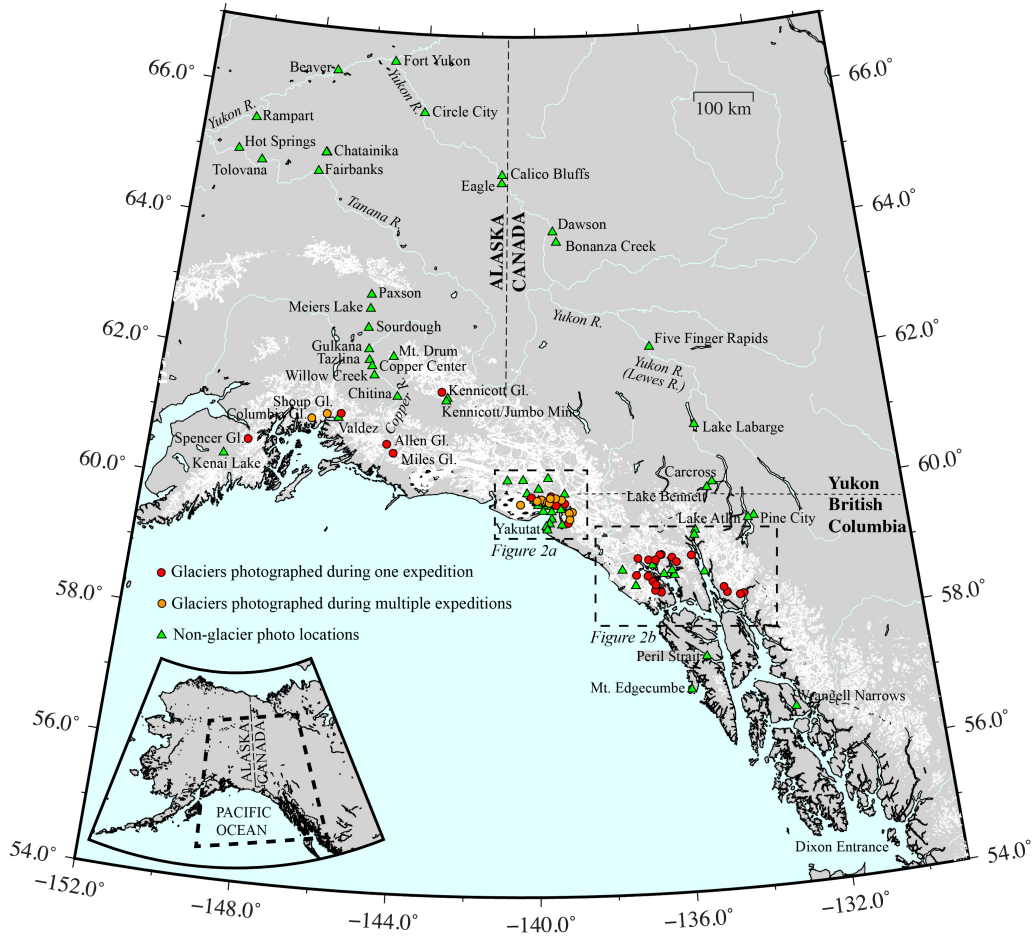 66.0°
66.0°
64.0°
64.0°
62.0°
62.0°
60.0°
60.0°
58.0°
58.0°
56.0°
56.0°
54.0°
54.0°
−152.0°
−148.0°
−144.0°
−140.0°
−136.0°
−132.0°
100 km
Beaver
Fort Yukon
Yukon R.
Circle City
Yukon R.
Rampart
Hot Springs
Tolovana
Chatainika
Fairbanks
Calico Bluffs
Eagle
Tanana R.
ALASKA
CANADA
Dawson
Bonanza Creek
Paxson
Meiers Lake
Sourdough
Gulkana
Tazlina
Mt. Drum
Copper Center
Willow Creek
Chitina
Copper R.
Kennicott Gl.
Kennicott/Jumbo Mine
Yukon R.
Five Finger Rapids
Yukon R.
(Lewes R.)
Lake Labarge
Shoup Gl.
Columbia Gl.
Valdez
Spencer Gl.
Kenai Lake
Allen Gl.
Miles Gl.
Carcross
Lake Bennett
Yukon
British
Columbia
Lake Atlin
Pine City
Yakutat
Figure 2a
Figure 2b
Glaciers photographed during one expedition
Glaciers photographed during multiple expeditions
Non-glacier photo locations
Peril Strait
Mt. Edgecumbe
Wrangell Narrows
Dixon Entrance
ALASKA
CANADA
PACIFIC
OCEAN